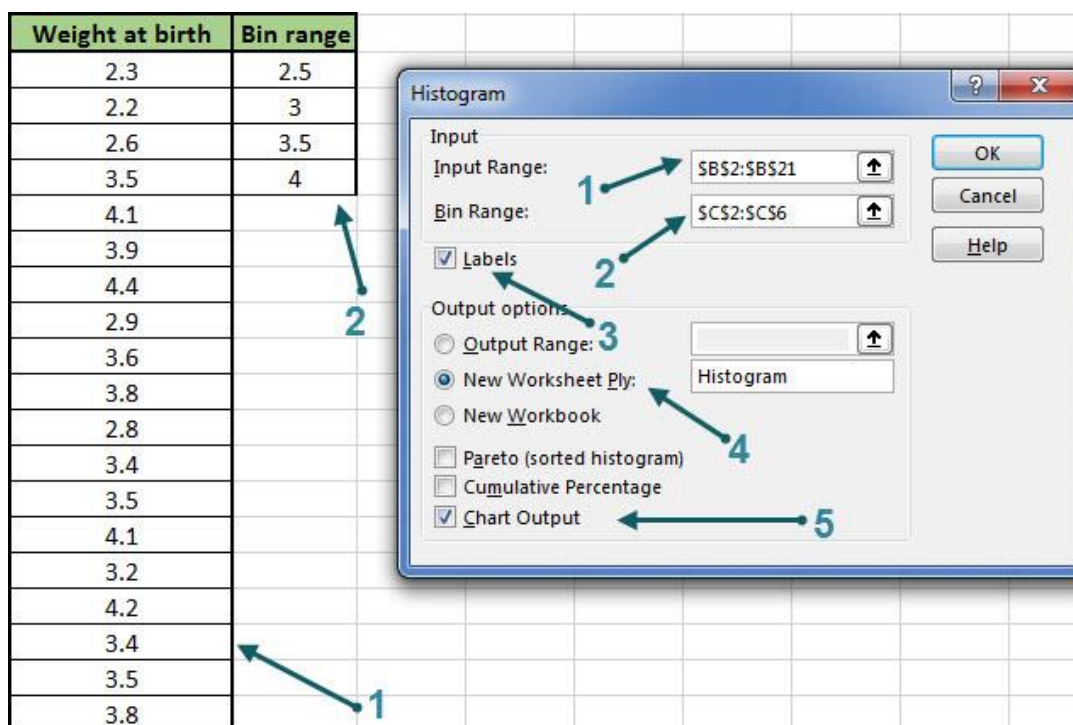 Weight at birth Bin range
2.3 2.5
2.2 3
2.6 3.5
3.5 4
4.1
3.9
4.4
2.9
3.6
3.8
2.8
3.4
3.5
4.1
3.2
4.2
3.4
3.5
3.8
2
1
Histogram
?
X
Input
Input Range: $B$2:$B$21
1
Bin Range: $C$2:$C$6
2
Labels
OK
Cancel
Help
Output options
3
Output Range:
New Worksheet Ply: Histogram
New Workbook
4
Pareto (sorted histogram)
Cumulative Percentage
Chart Output
5